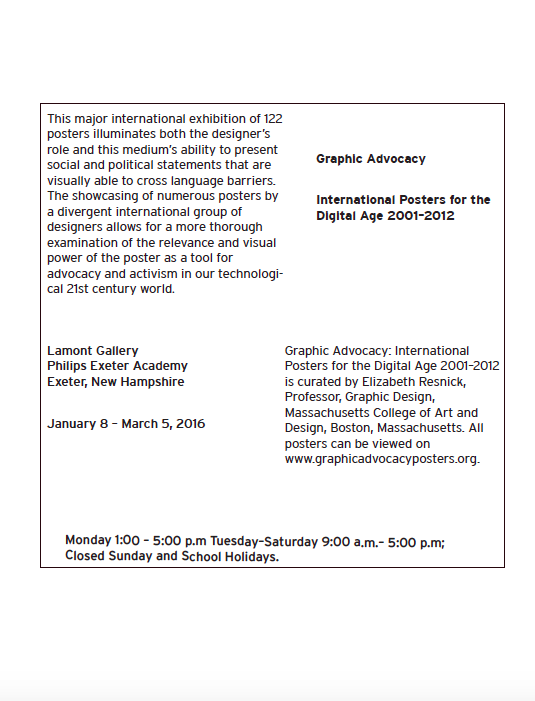 This major international exhibition of 122
posters illuminates both the designer's
role and this medium's ability to present
social and political statements that are
visually able to cross language barriers.
The showcasing of numerous posters by
a divergent international group of
designers allows for a more thorough
examination of the relevance and visual
power of the poster as a tool for
advocacy and activism in our technologi-
cal 21st century world.
Graphic Advocacy
International Posters for the
Digital Age 2001-2012
Lamont Gallery
Philips Exeter Academy
Exeter, New Hampshire
January 8 - March 5, 2016
Graphic Advocacy: International
Posters for the Digital Age 2001-2012
is curated by Elizabeth Resnick,
Professor, Graphic Design,
Massachusetts College of Art and
Design, Boston, Massachusetts. All
posters can be viewed on
www.graphicadvocacyposters.org.
Monday 1:00 - 5:00 p.m Tuesday-Saturday 9:00 a.m.- 5:00 p.m;
Closed Sunday and School Holidays.